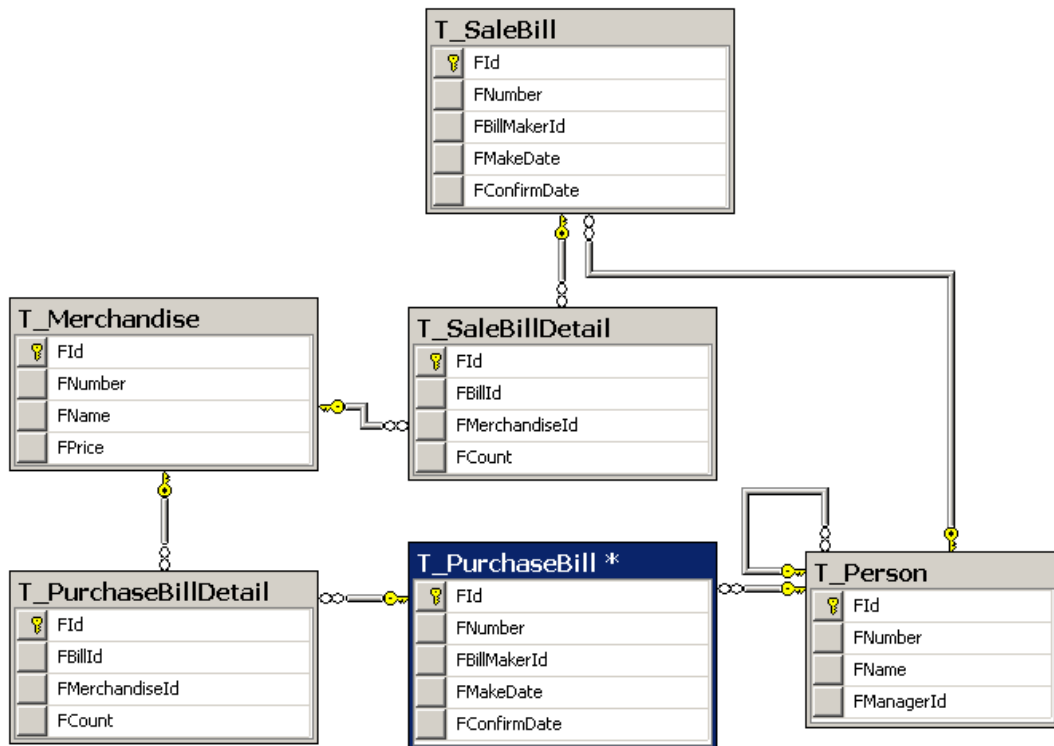 T_SaleBill
FId
FNumber
FBillMakerId
FMakeDate
FConfirmDate
T_Merchandise
FId
FNumber
FName
FPrice
T_SaleBillDetail
FId
FBillId
FMerchandiseId
FCount
T_PurchaseBillDetail
FId
FBillId
FMerchandiseId
FCount
T_PurchaseBill *
FId
FNumber
FBillMakerId
FMakeDate
FConfirmDate
T_Person
FId
FNumber
FName
FManagerId